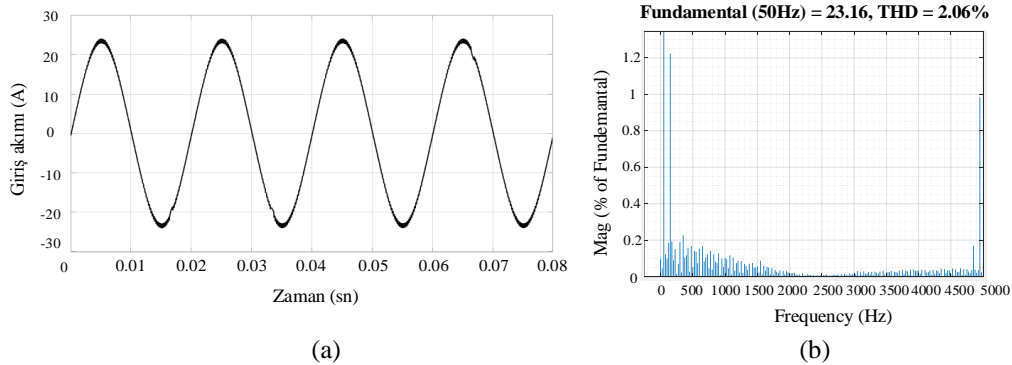 Fundamental (50Hz) = 23.16, THD = 2.06%
30
20
10
0
-10
-20
-30
Giriş akımı (A)
0 0.01 0.02 0.03 0.04 0.05 0.06 0.07 0.08
Zaman (sn)
(a)
1.2
1
0.8
0.6
0.4
0.2
0
Mag (% of Fundemantal)
0 500 1000 1500 2000 2500 3000 3500 4000 4500 5000
Frequency (Hz)
(b)